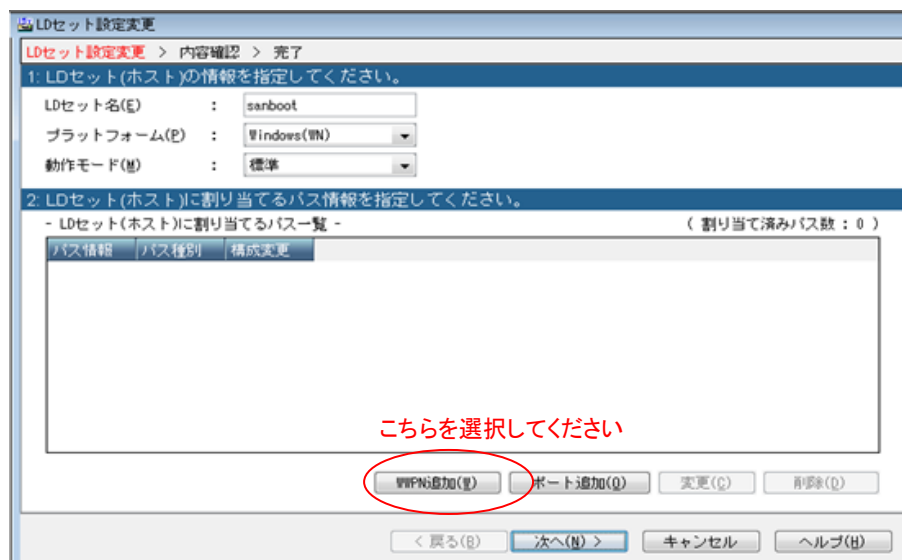 LDセット設定変更
LDセット設定変更 > 内容確認 > 完了
1: LDセット(ホスト)の情報を指定してください。
LDセット名(E) : sanboot
プラットフォーム(P) : Windows(WN)
動作モード(M) : 標準
2: LDセット(ホスト)に割り当てるパス情報を指定してください。
- LDセット(ホスト)に割り当てるパス一覧 - ( 割り当て済みパス数 : 0 )
パス情報 パス種別 構成変更
こちらを選択してください
WWPN追加(W) ポート追加(O) 変更(C) 削除(D)
< 戻る(B) 次へ(N) > キャンセル ヘルプ(H)